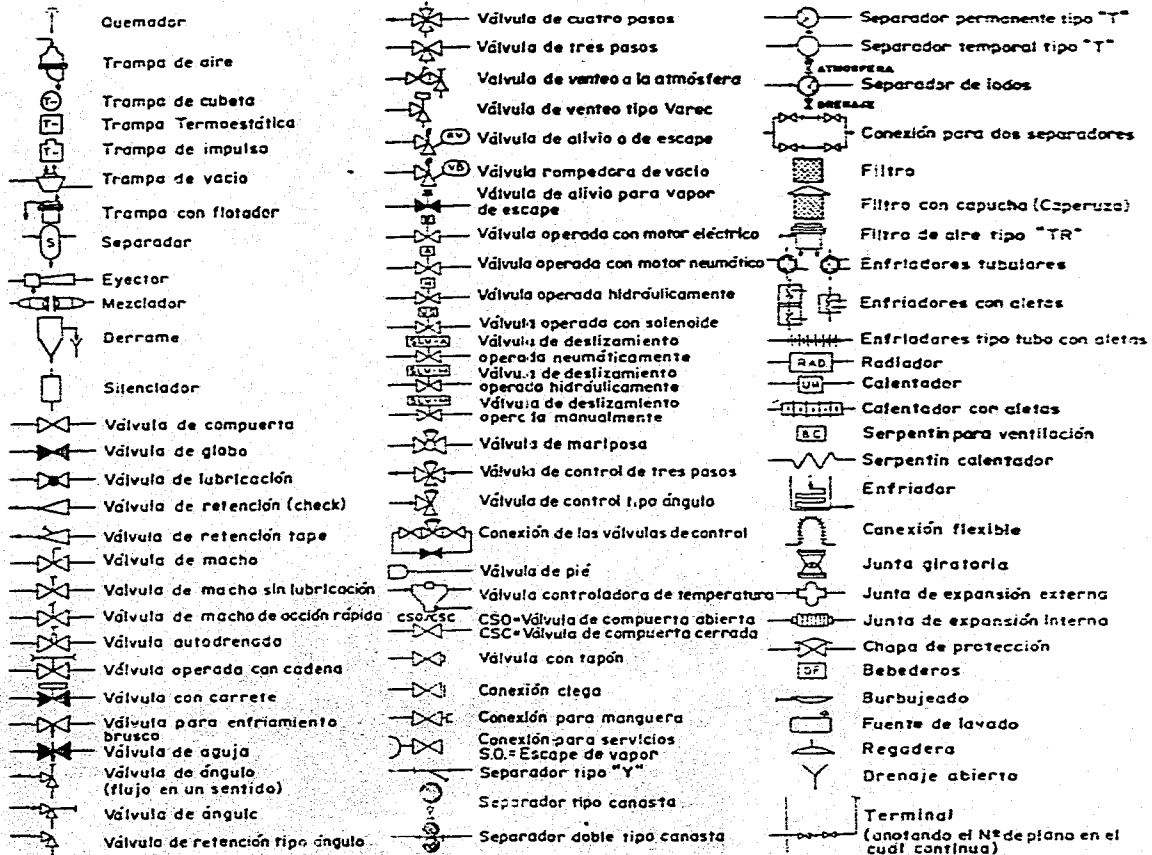 Quemador
Trampa de aire
T-
Trampa de cubeta
T-
Trampa Termoestática
T-
Trampa de impulso
Trampa de vacio
Trampa con flotador
S
Separador
Eyector
Mezclador
Derrame
Silenciador
Válvula de compuerta
Válvula de globo
Válvula de lubricación
Válvula de retención (check)
Válvula de retención tape
Válvula de macho
Valvula de macho sin lubricación
Válvula de macho de acción rápida
Válvula autodrenada
Válvula operada con cadena
Válvula con carrete
Válvula para enfriamiento
brusco
Válvula de aguja
Válvula de ángulo
(flujo en un sentido)
Válvula de ángulo
Válvula de retención tipo ángulo
Válvula de cuatro pasos
Válvula de tres pasos
Valvula de venteo a la atmósfera
Válvula de venteo tipo Varec
RV
Válvula de alivio o de escape
VB
Válvula rompedora de vacio
Válvula de alivio para vapor
de escape
Válvula operada con motor eléctrico
Válvula operada con motor neumático
Válvula operada hidráulicamente
Válvula operada con solenoide
SLV-A
Válvula de deslizamiento
operada neumáticamente
Válvula de deslizamiento
operada hidráulicamente
SLV-M
Válvula de deslizamiento
operada manualmente
Válvula de mariposa
Válvula de control de tres pasos
Válvula de control tipo ángulo
Conexión de las válvulas de control
Válvula de pié
Válvula controladora de temperatura
CSO/CSC
CSO=Válvula de compuerta abierta
CSC=Válvula de compuerta cerrada
Válvula con tapón
Conexión ciega
Conexión para manguera
Conexión para servicios
S.O.=Escape de vapor
Separador tipo "Y"
Separador tipo canasta
Separador doble tipo canasta
Separador permanente tipo "T"
Separador temporal tipo "T"
ATMOSFERA
Separador de iodos
DRENAJE
Conexión para dos separadores
Filtro
Filtro con capucha (Caperuza)
Filtro de aire tipo "TR"
Enfriadores tubulares
Enfriadores con aletas
Enfriadores tipo tubo con aletas
RAD.
Radiador
UH
Calentador
Calentador con aletas
BC
Serpentin para ventilación
Serpentin calentador
Enfriador
Conexión flexible
Junta giratoria
Junta de expansión externa
Junta de expansión interna
Chapa de protección
DF
Bebederos
Burbujeado
Fuente de lavado
Regadera
Drenaje abierto
Terminal
(anotando el Nº de plano en el
cuál continua)